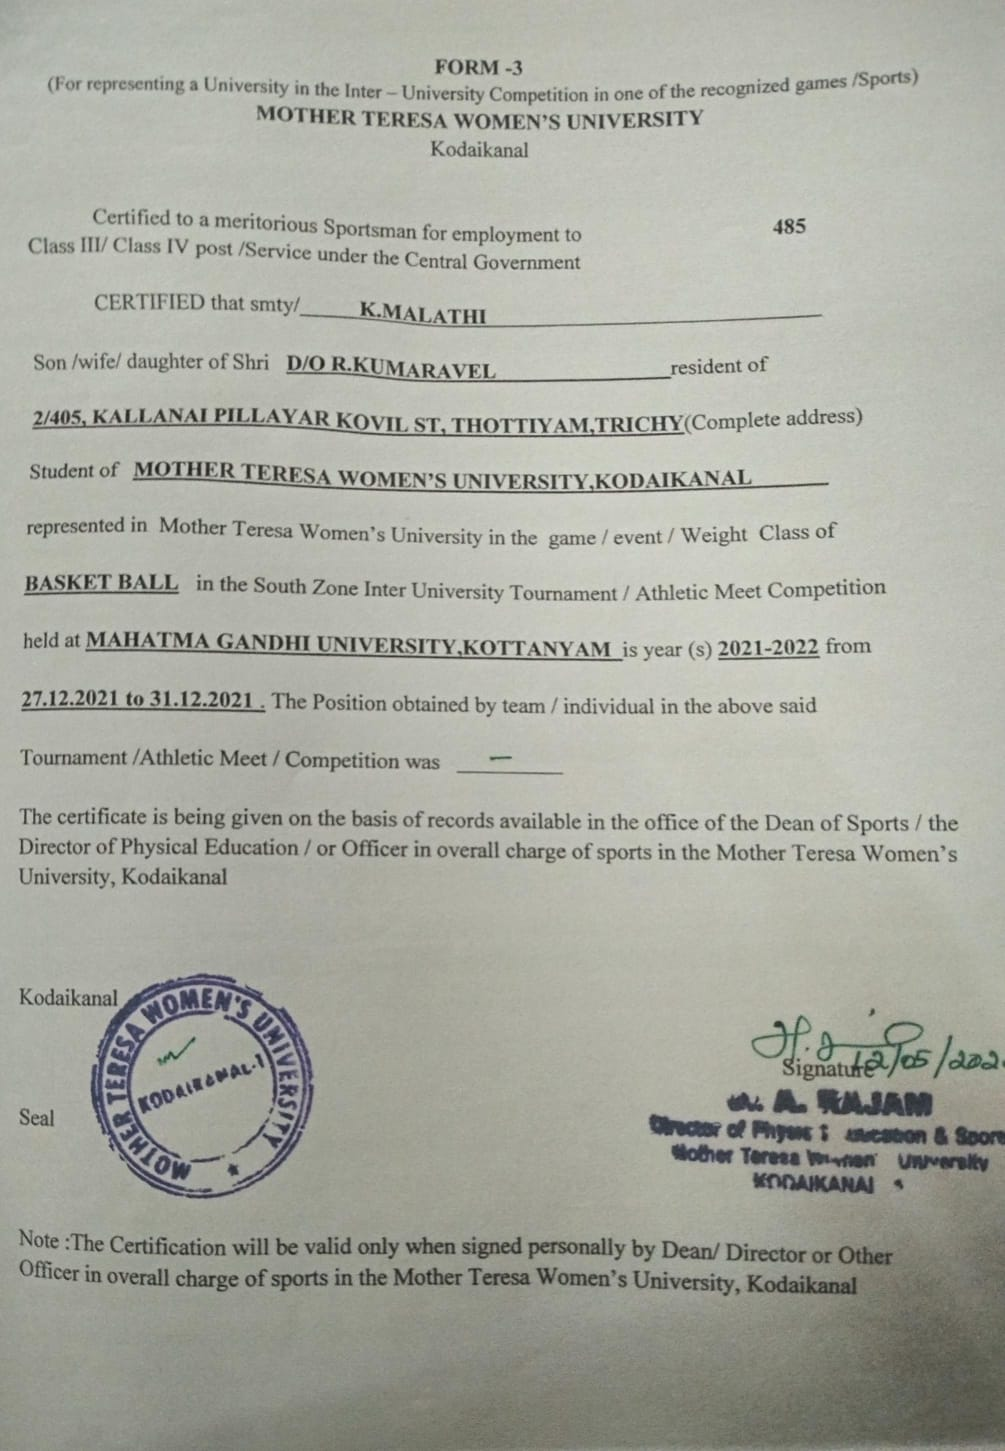 FORM -3
(For representing a University in the Inter – University Competition in one of the recognized games /Sports)
MOTHER TERESA WOMEN'S UNIVERSITY
Kodaikanal
Certified to a meritorious Sportsman for employment to 485
Class III/ Class IV post /Service under the Central Government
CERTIFIED that smty/ K.MALATHI
Son /wife/ daughter of Shri D/O R.KUMARAVEL resident of
2/405, KALLANAI PILLAYAR KOVIL ST, THOTTIYAM,TRICHY(Complete address)
Student of MOTHER TERESA WOMEN'S UNIVERSITY,KODAIKANAL
represented in Mother Teresa Women's University in the game / event / Weight Class of
BASKET BALL in the South Zone Inter University Tournament / Athletic Meet Competition
held at MAHATMA GANDHI UNIVERSITY,KOTTANYAM is year (s) 2021-2022 from
27.12.2021 to 31.12.2021 . The Position obtained by team / individual in the above said
Tournament /Athletic Meet / Competition was –
The certificate is being given on the basis of records available in the office of the Dean of Sports / the
Director of Physical Education / or Officer in overall charge of sports in the Mother Teresa Women's
University, Kodaikanal
Kodaikanal
MOTHER TERESA WOMEN'S UNIVERSITY
KODAIKANAL-1
Seal
12/05/202
Signature
A. RAJAM
Director of & Spor
Mother Teresa University
KODAIKANAL
Note :The Certification will be valid only when signed personally by Dean/ Director or Other
Officer in overall charge of sports in the Mother Teresa Women's University, Kodaikanal